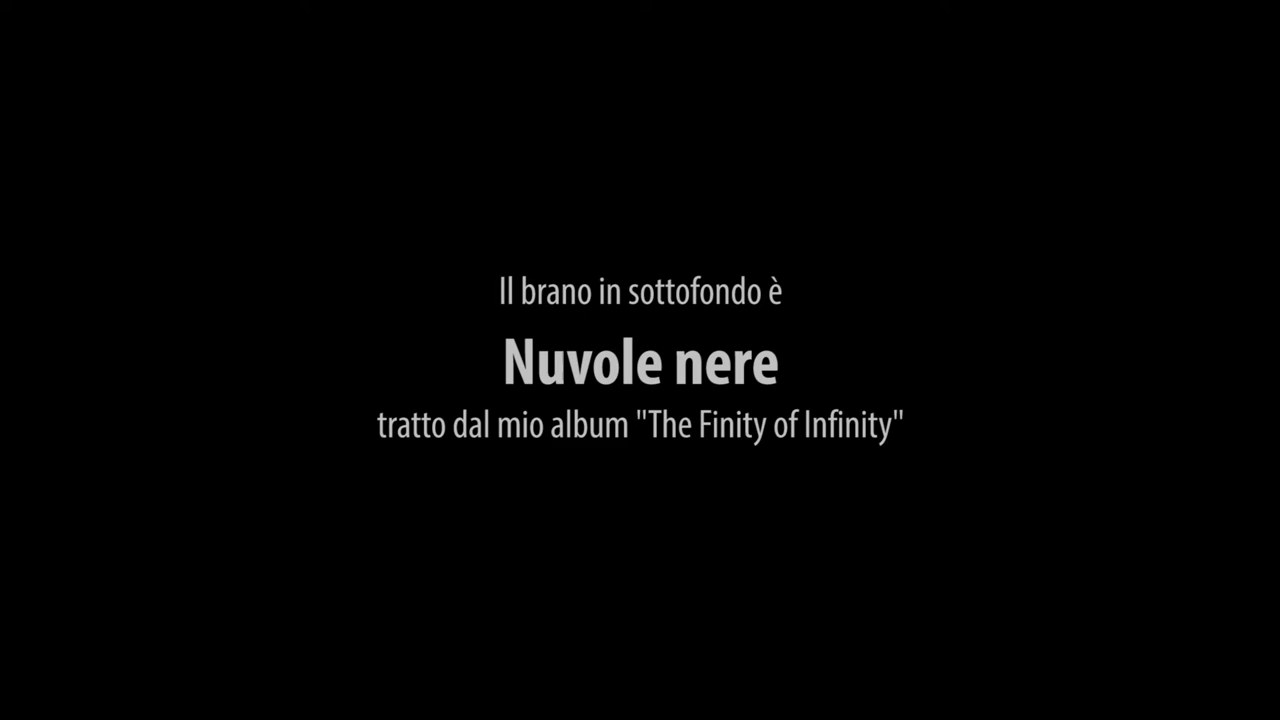 Il brano in sottofondo è
Nuvole nere
tratto dal mio album "The Finity of Infinity"